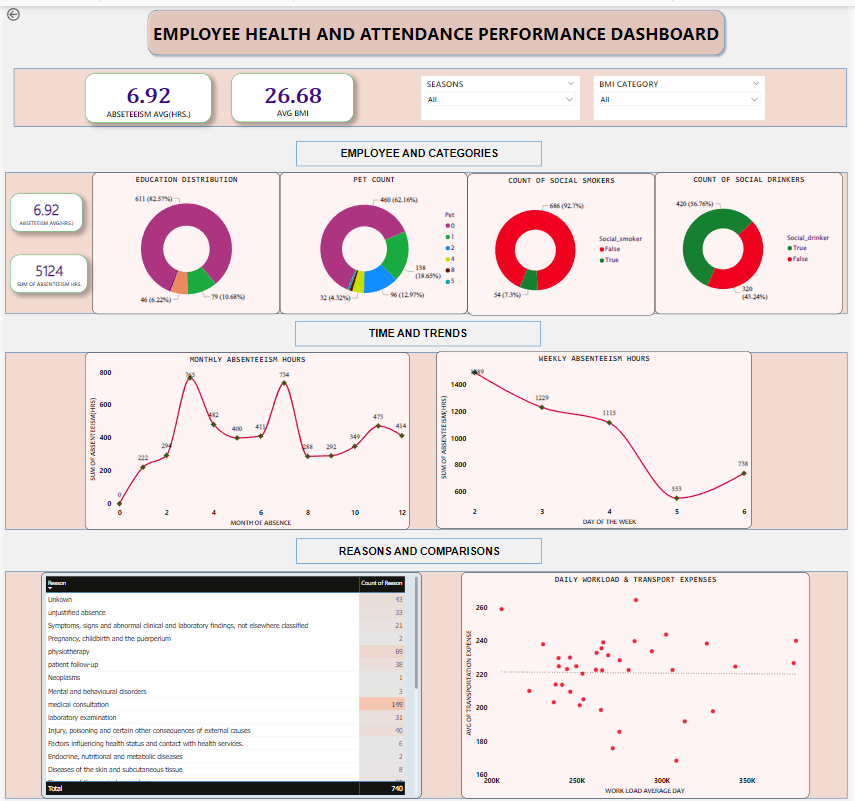 EMPLOYEE HEALTH AND ATTENDANCE PERFORMANCE DASHBOARD
6.92
ABSETEEISM AVG(HRS.)
26.68
AVG BMI
SEASONS
All
BMI CATEGORY
All
EMPLOYEE AND CATEGORIES
6.92
ABSETEEISM AVG(HRS.)
5124
SUM OF ABSENTEEISM HRS.
EDUCATION DISTRIBUTION
611 (82.57%)
46 (6.22%)
79 (10.68%)
PET COUNT
460 (62.16%)
138
(18.65%)
96 (12.97%)
32 (4.32%)
Pet
0
1
2
4
8
5
COUNT OF SOCIAL SMOKERS
686 (92.7%)
54 (7.3%)
Social_smoker
False
True
COUNT OF SOCIAL DRINKERS
420 (56.76%)
320
(43.24%)
Social_drinker
True
False
TIME AND TRENDS
MONTHLY ABSENTEEISM HOURS
SUM OF ABSENTEEISM(HRS)
800
600
400
200
0
0
222
294
765
482
400
411
734
288
292
349
473
414
0
2
4
6
8
10
12
MONTH OF ABSENCE
WEEKLY ABSENTEEISM HOURS
SUM OF ABSENTEEISM(HRS)
1400
1200
1000
800
600
1489
1229
1115
553
738
2
3
4
5
6
DAY OF THE WEEK
REASONS AND COMPARISONS
Reason Count of Reason
Unkown 43
unjustified absence 33
Symptoms, signs and abnormal clinical and laboratory findings, not elsewhere classified 21
Pregnancy, childbirth and the puerperium 2
physiotherapy 69
patient follow-up 38
Neoplasms 1
Mental and behavioural disorders 3
medical consultation 149
laboratory examination 31
Injury, poisoning and certain other consequences of external causes 40
Factors influencing health status and contact with health services. 6
Endocrine, nutritional and metabolic diseases 2
Diseases of the skin and subcutaneous tissue 8
Total 740
DAILY WORKLOAD & TRANSPORT EXPENSES
AVG OF TRANSPORTATION EXPENSE
260
240
220
200
180
160
200K
250K
300K
350K
WORK LOAD AVERAGE DAY